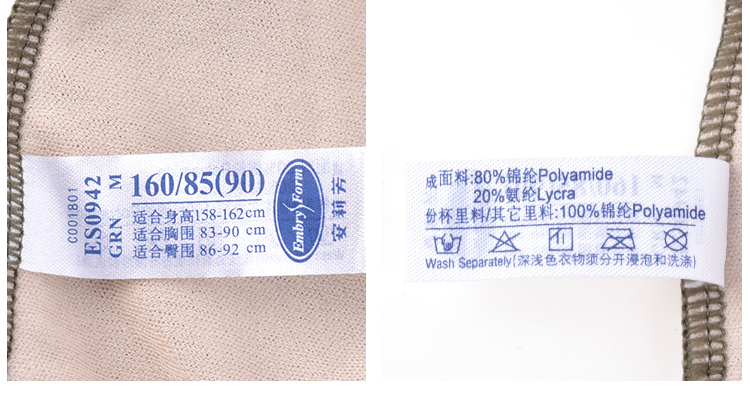 C001801
ES0942
GRN M
160/85(90)
适合身高158-162cm
适合胸围 83-90 cm
适合臀围 86-92 cm
Embry Form
安莉芳
成面料:80%锦纶Polyamide
20%氨纶Lycra
份杯里料/其它里料:100%锦纶Polyamide
Wash Separately(深浅色衣物须分开浸泡和洗涤)